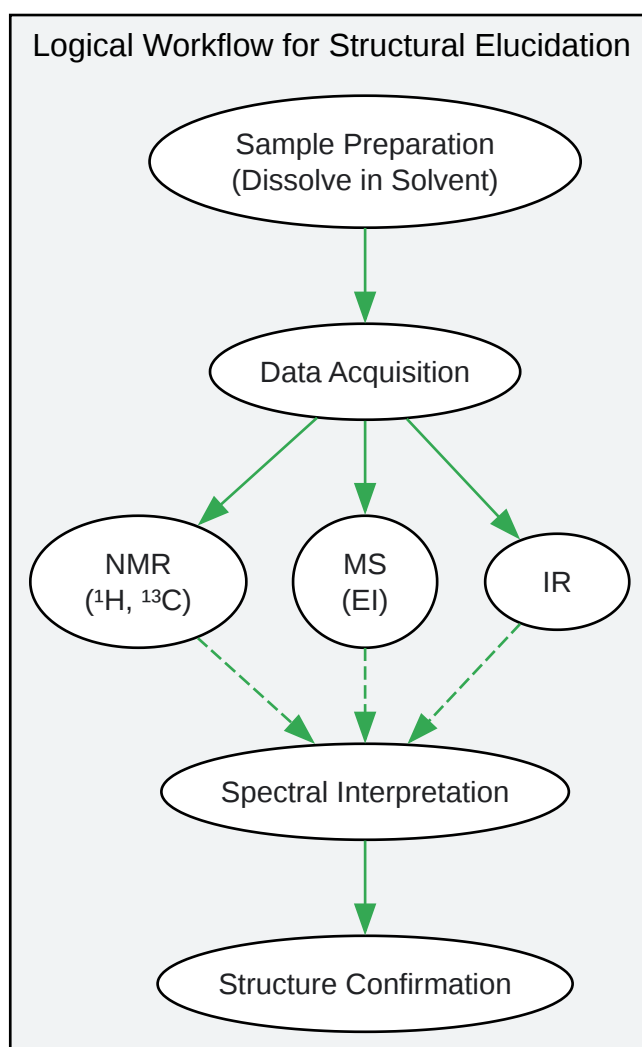 Logical Workflow for Structural Elucidation
Sample Preparation
(Dissolve in Solvent)
Data Acquisition
NMR
(¹H, ¹³C)
MS
(EI)
IR
Spectral Interpretation
Structure Confirmation